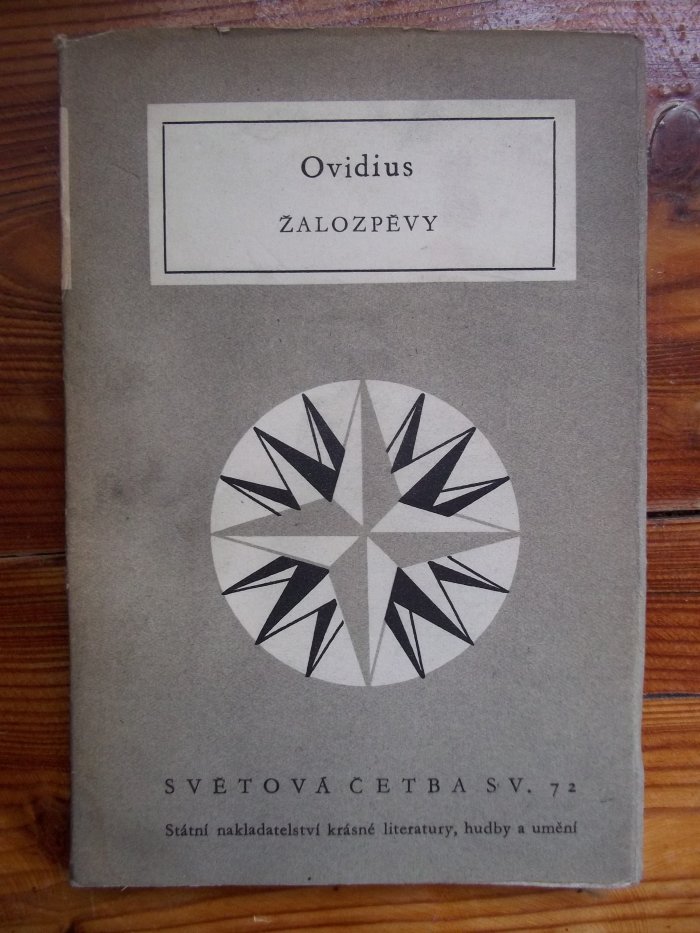 Ovidius
ŽALOZPĚVY
SVĚTOVÁ ČETBA SV. 72
Státní nakladatelství krásné literatury, hudby a umění